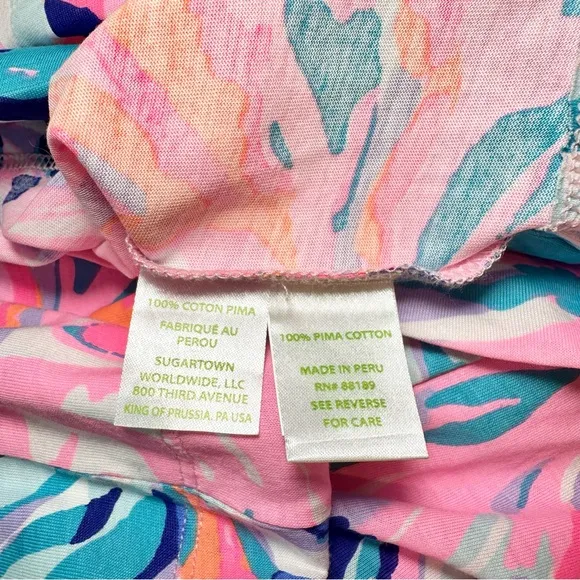 100% COTON PIMA
FABRIQUÉ AU
PEROU
SUGARTOWN
WORLDWIDE, LLC
800 THIRD AVENUE
KING OF PRUSSIA, PA USA
100% PIMA COTTON
MADE IN PERU
RN# 88189
SEE REVERSE
FOR CARE